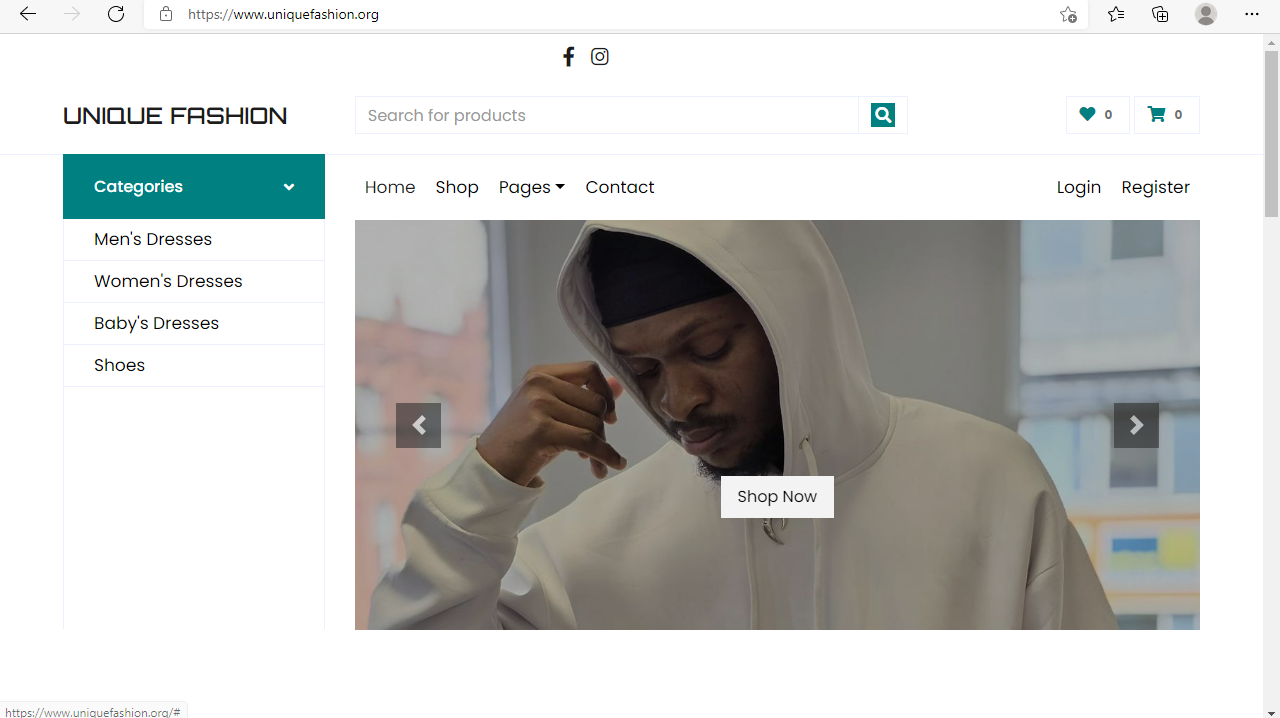 https://www.uniquefashion.org
UNIQUE FASHION
Search for products
0
0
Categories
Home Shop Pages Contact
Login Register
Men's Dresses
Women's Dresses
Baby's Dresses
Shoes
Shop Now
https://www.uniquefashion.org/#